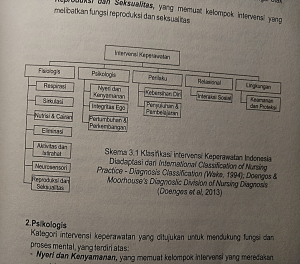 Reproduksi dan Seksualitas, yang memuat kelompok intervensi yang
melibatkan fungsi reproduksi dan seksualitas
Intervensi Keperawatan
Fisiologis
Psikologis
Perilaku
Relasional
Lingkungan
Respirasi
Sirkulasi
Nutrisi & Cairan
Eliminasi
Aktivitas dan
Istirahat
Neurosensori
Reproduksi dan
Seksualitas
Nyeri dan
Kenyamanan
Integritas Ego
Pertumbuhan &
Perkembangan
Kebersihan Diri
Penyuluhan &
Pembelajaran
Interaksi Sosial
Keamanan
dan Proteksi
Skema 3.1 Klasifikasi Intervensi Keperawatan Indonesia
Diadaptasi dari International Classification of Nursing
Practice - Diagnosis Classification (Wake, 1994); Doengos &
Moorhouse's Diagnostic Division of Nursing Diagnosis
(Doenges et al, 2013)
2.Psikologis
Kategori intervensi keperawatan yang ditujukan untuk mendukung fungsi dan
proses mental, yang terdiri atas:
- Nyeri dan Kenyamanan, yang memuat kelompok intervensi yang meredakan